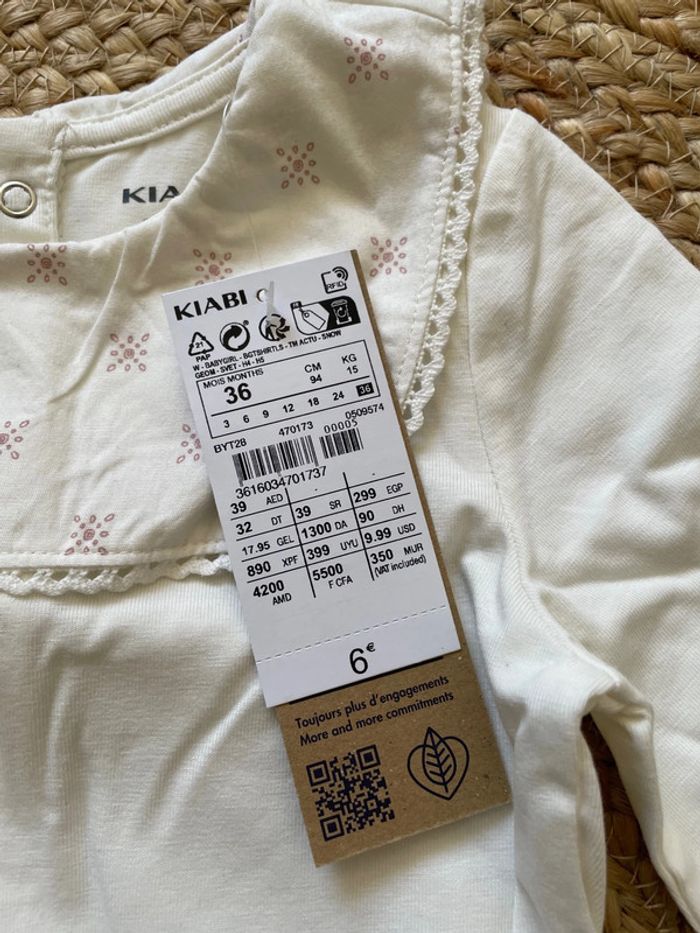 KIA
KIABI
RFID
21
PAP
W - BABYGIRL - BGTSHIRTLS - TM ACTU - SNOW
GEOM - SVET - H4 - H5
MOIS MONTHS CM KG
36 94 15
3 6 9 12 18 24 36
BYT28 470173 00005 0509574
3616034701737
39 AED 39 SR 299 EGP
32 DT 1300 DA 90 DH
17.95 GEL 399 UYU 9.99 USD
890 XPF 5500 F CFA 350 MUR
4200 AMD (VAT included)
6€
Toujours plus d'engagements
More and more commitments